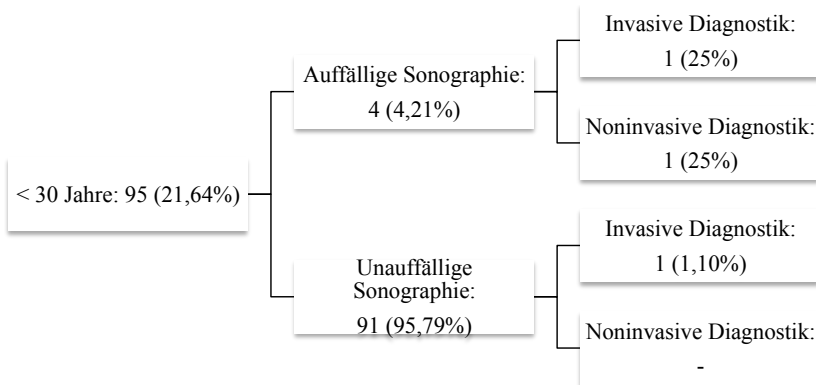 < 30 Jahre: 95 (21,64%)
Auffällige Sonographie:
4 (4,21%)
Invasive Diagnostik:
1 (25%)
Noninvasive Diagnostik:
1 (25%)
Unauffällige
Sonographie:
91 (95,79%)
Invasive Diagnostik:
1 (1,10%)
Noninvasive Diagnostik:
-